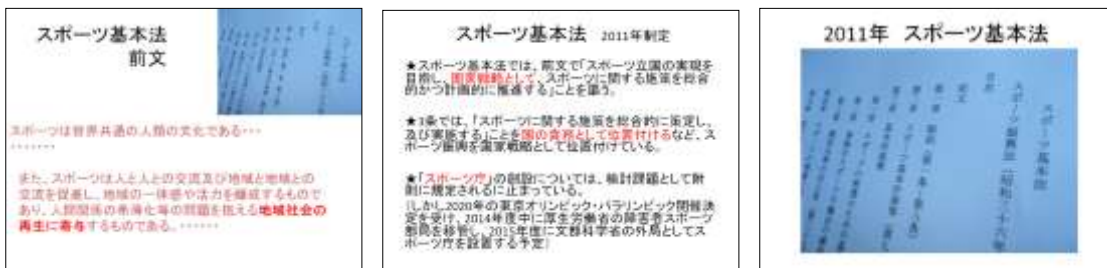 スポーツ基本法
前文
スポーツは世界共通の人類の文化である・・・
・・・・・・・
また、スポーツは人と人との交流及び地域と地域との
交流を促進し、地域の一体感や活力を醸成するもので
あり、人間関係の希薄化等の問題を抱える地域社会の
再生に寄与するものである。・・・・・・
スポーツ基本法 2011年制定
★スポーツ基本法では、前文で「スポーツ立国の実現を
目指し、国家戦略として、スポーツに関する施策を総合
的かつ計画的に推進する」ことを謳う。
★3条では、「スポーツに関する施策を総合的に策定し、
及び実施する」ことを国の責務として位置付けるなど、ス
ポーツ振興を国家戦略として位置付けている。
★「スポーツ庁」の創設については、検討課題として附
則に規定されるに止まっている。
(しかし2020年の東京オリンピック・パラリンピック開催決
定を受け、2014年度中に厚生労働省の障害者スポーツ
部局を移管し、2015年度に文部科学省の外局としてス
ポーツ庁を設置する予定)
2011年 スポーツ基本法
スポーツ基本法
スポーツ振興法(昭和三十六年
目次
前文